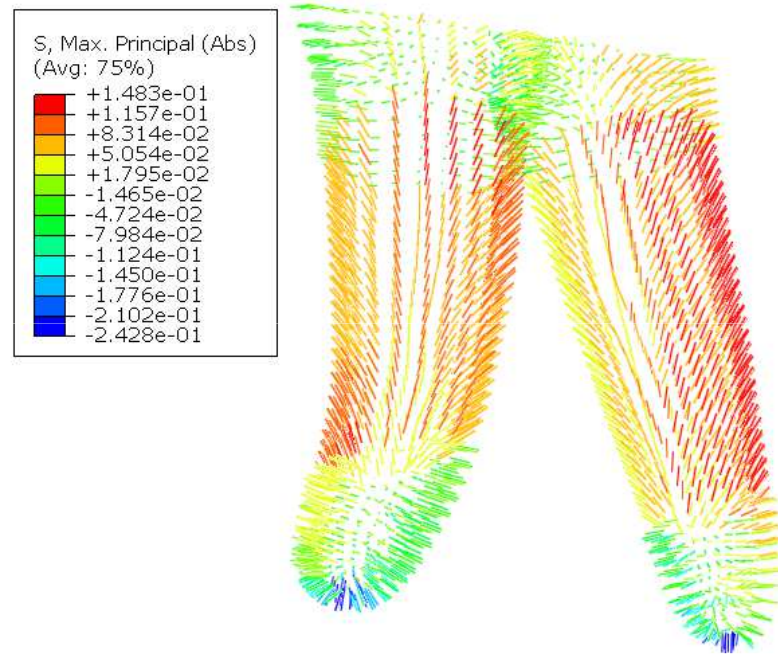 S, Max. Principal (Abs)
(Avg: 75%)
+1.483e-01
+1.157e-01
+8.314e-02
+5.054e-02
+1.795e-02
-1.465e-02
-4.724e-02
-7.984e-02
-1.124e-01
-1.450e-01
-1.776e-01
-2.102e-01
-2.428e-01